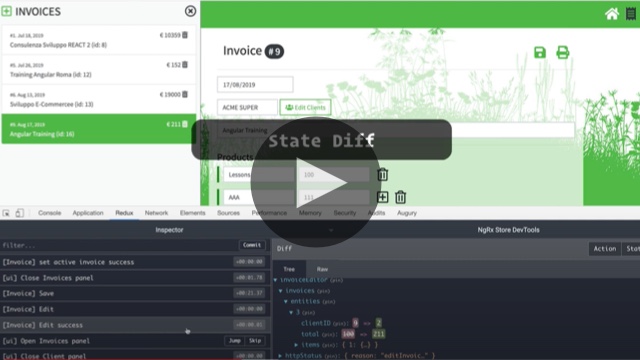 INVOICES
#1. Jul 18, 2019
Consulenza Sviluppo REACT 2 (id: 8)
€ 10359
#5. Jul 26, 2019
Training Angular Roma (id: 12)
€ 152
#6. Aug 13, 2019
Sviluppo E-Commercee (id: 13)
€ 19000
#9. Aug 17, 2019
Angular Training (id: 16)
€ 211
Invoice #9
17/08/2019
ACME SUPER
Edit Clients
Angular Training
State Diff
Products
Lessons
100
AAA
111
Console Application Redux Network Elements Sources Performance Memory Security Audits Augury
Inspector
NgRx Store DevTools
filter...
Commit
Diff
Action
Stat
[Invoice] set active invoice success
+00:00.00
[ui] Close Invoices panel
+00:01.78
[Invoice] Save
+00:21.37
[Invoice] Edit
+00:00.00
[Invoice] Edit success
+00:00.01
[ui] Open Invoices panel
Jump
Skip
[ui] Close Client panel
Tree
Raw
invoiceEditor (pin)
invoices (pin)
entities (pin)
3 (pin)
clientID (pin): 9 => 2
total (pin): 100 => 211
items (pin): { 1: {…} }
httpStatus (pin): { reason: "editInvoic…" }